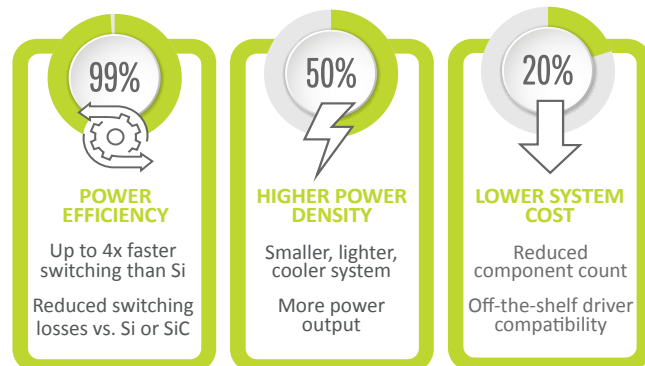 99%
POWER
EFFICIENCY
Up to 4x faster
switching than Si
Reduced switching
losses vs. Si or SiC
50%
HIGHER POWER
DENSITY
Smaller, lighter,
cooler system
More power
output
20%
LOWER SYSTEM
COST
Reduced
component count
Off-the-shelf driver
compatibility